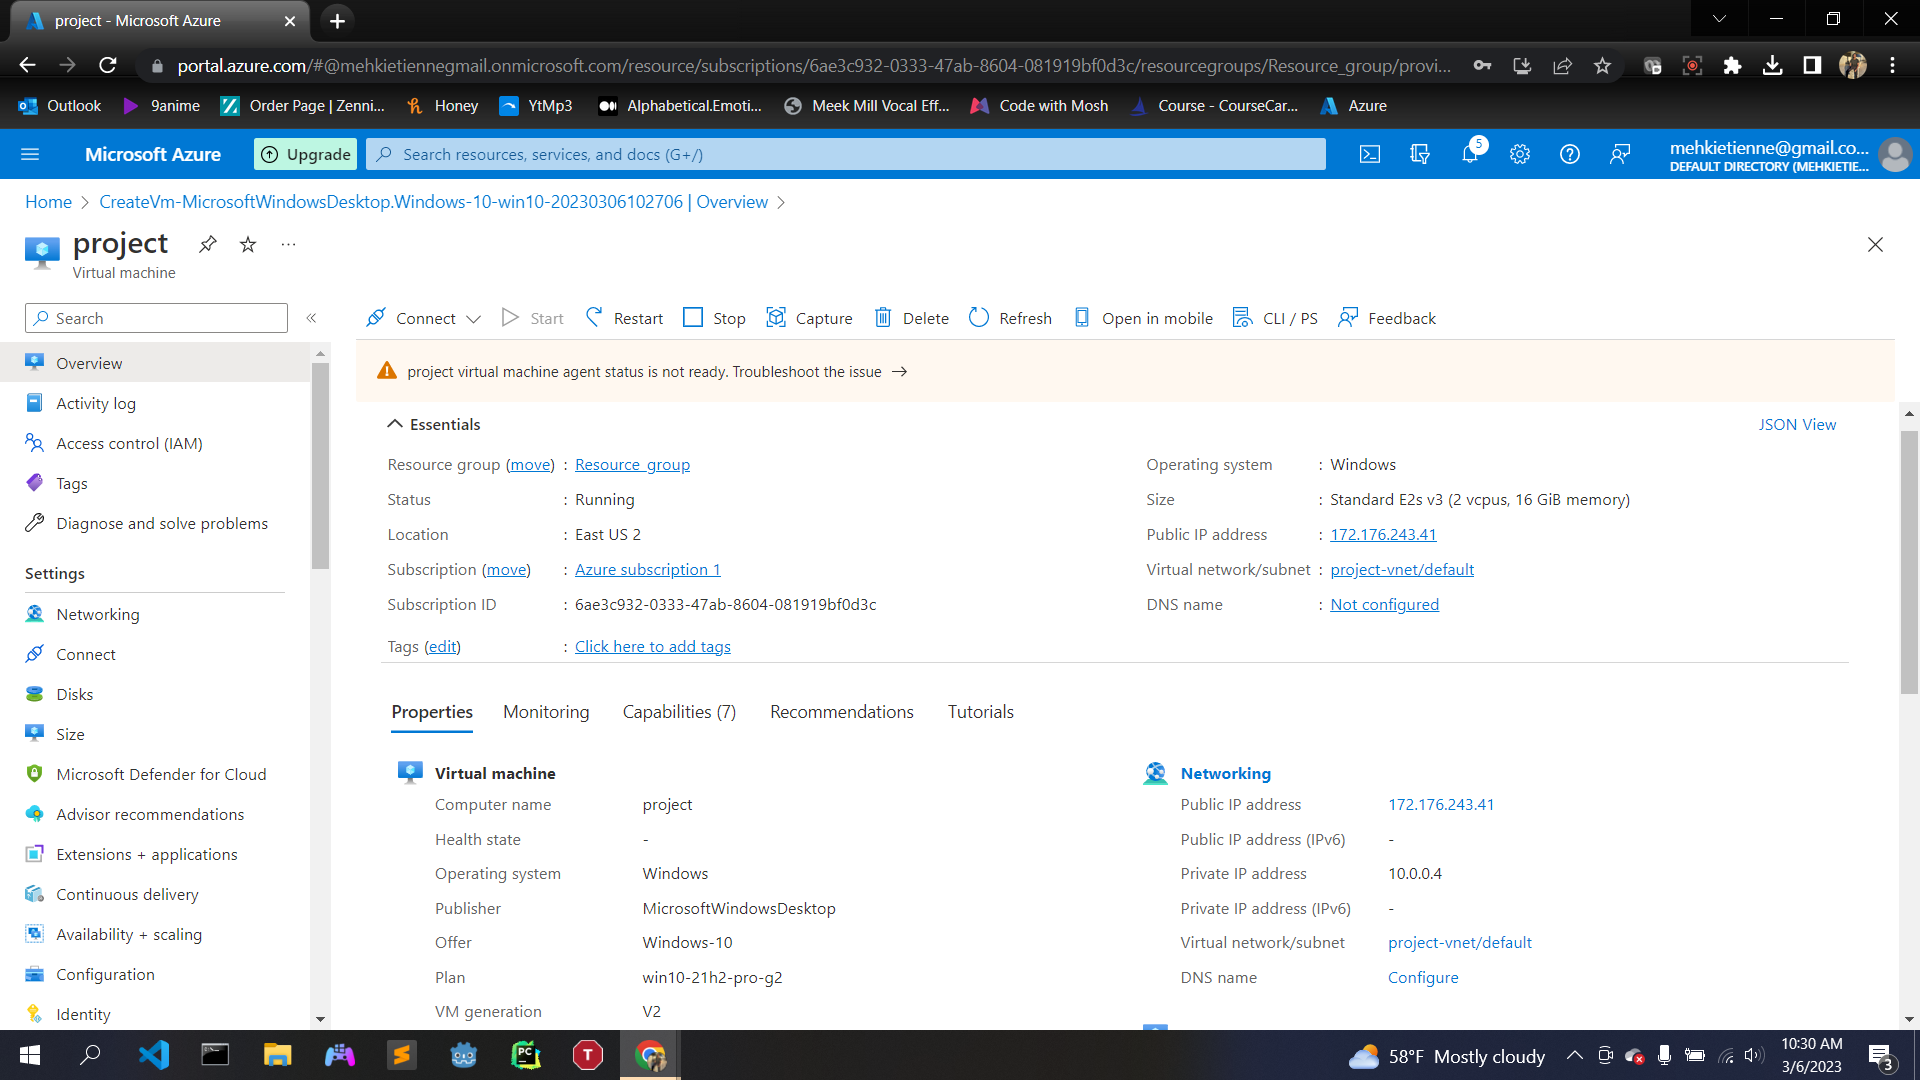 project - Microsoft Azure
portal.azure.com/#@mehkietiennegmail.onmicrosoft.com/resource/subscriptions/6ae3c932-0333-47ab-8604-081919bf0d3c/resourcegroups/Resource_group/provi...
Outlook
9anime
Order Page | Zenni...
Honey
YtMp3
Alphabetical.Emoti...
Meek Mill Vocal Eff...
Code with Mosh
Course - CourseCar...
Azure
Microsoft Azure
Upgrade
Search resources, services, and docs (G+/)
5
mehkietienne@gmail.co...
DEFAULT DIRECTORY (MEHKIETIE...
Home > CreateVm-MicrosoftWindowsDesktop.Windows-10-win10-20230306102706 | Overview >
project
Virtual machine
Search
Overview
Activity log
Access control (IAM)
Tags
Diagnose and solve problems
Settings
Networking
Connect
Disks
Size
Microsoft Defender for Cloud
Advisor recommendations
Extensions + applications
Continuous delivery
Availability + scaling
Configuration
Identity
Connect
Start
Restart
Stop
Capture
Delete
Refresh
Open in mobile
CLI / PS
Feedback
project virtual machine agent status is not ready. Troubleshoot the issue →
Essentials
JSON View
Resource group (move) : Resource_group
Status : Running
Location : East US 2
Subscription (move) : Azure subscription 1
Subscription ID : 6ae3c932-0333-47ab-8604-081919bf0d3c
Tags (edit) : Click here to add tags
Operating system : Windows
Size : Standard E2s v3 (2 vcpus, 16 GiB memory)
Public IP address : 172.176.243.41
Virtual network/subnet : project-vnet/default
DNS name : Not configured
Properties
Monitoring
Capabilities (7)
Recommendations
Tutorials
Virtual machine
Computer name project
Health state -
Operating system Windows
Publisher MicrosoftWindowsDesktop
Offer Windows-10
Plan win10-21h2-pro-g2
VM generation V2
Networking
Public IP address 172.176.243.41
Public IP address (IPv6) -
Private IP address 10.0.0.4
Private IP address (IPv6) -
Virtual network/subnet project-vnet/default
DNS name Configure
PC
T
58°F Mostly cloudy
10:30 AM
3/6/2023
3